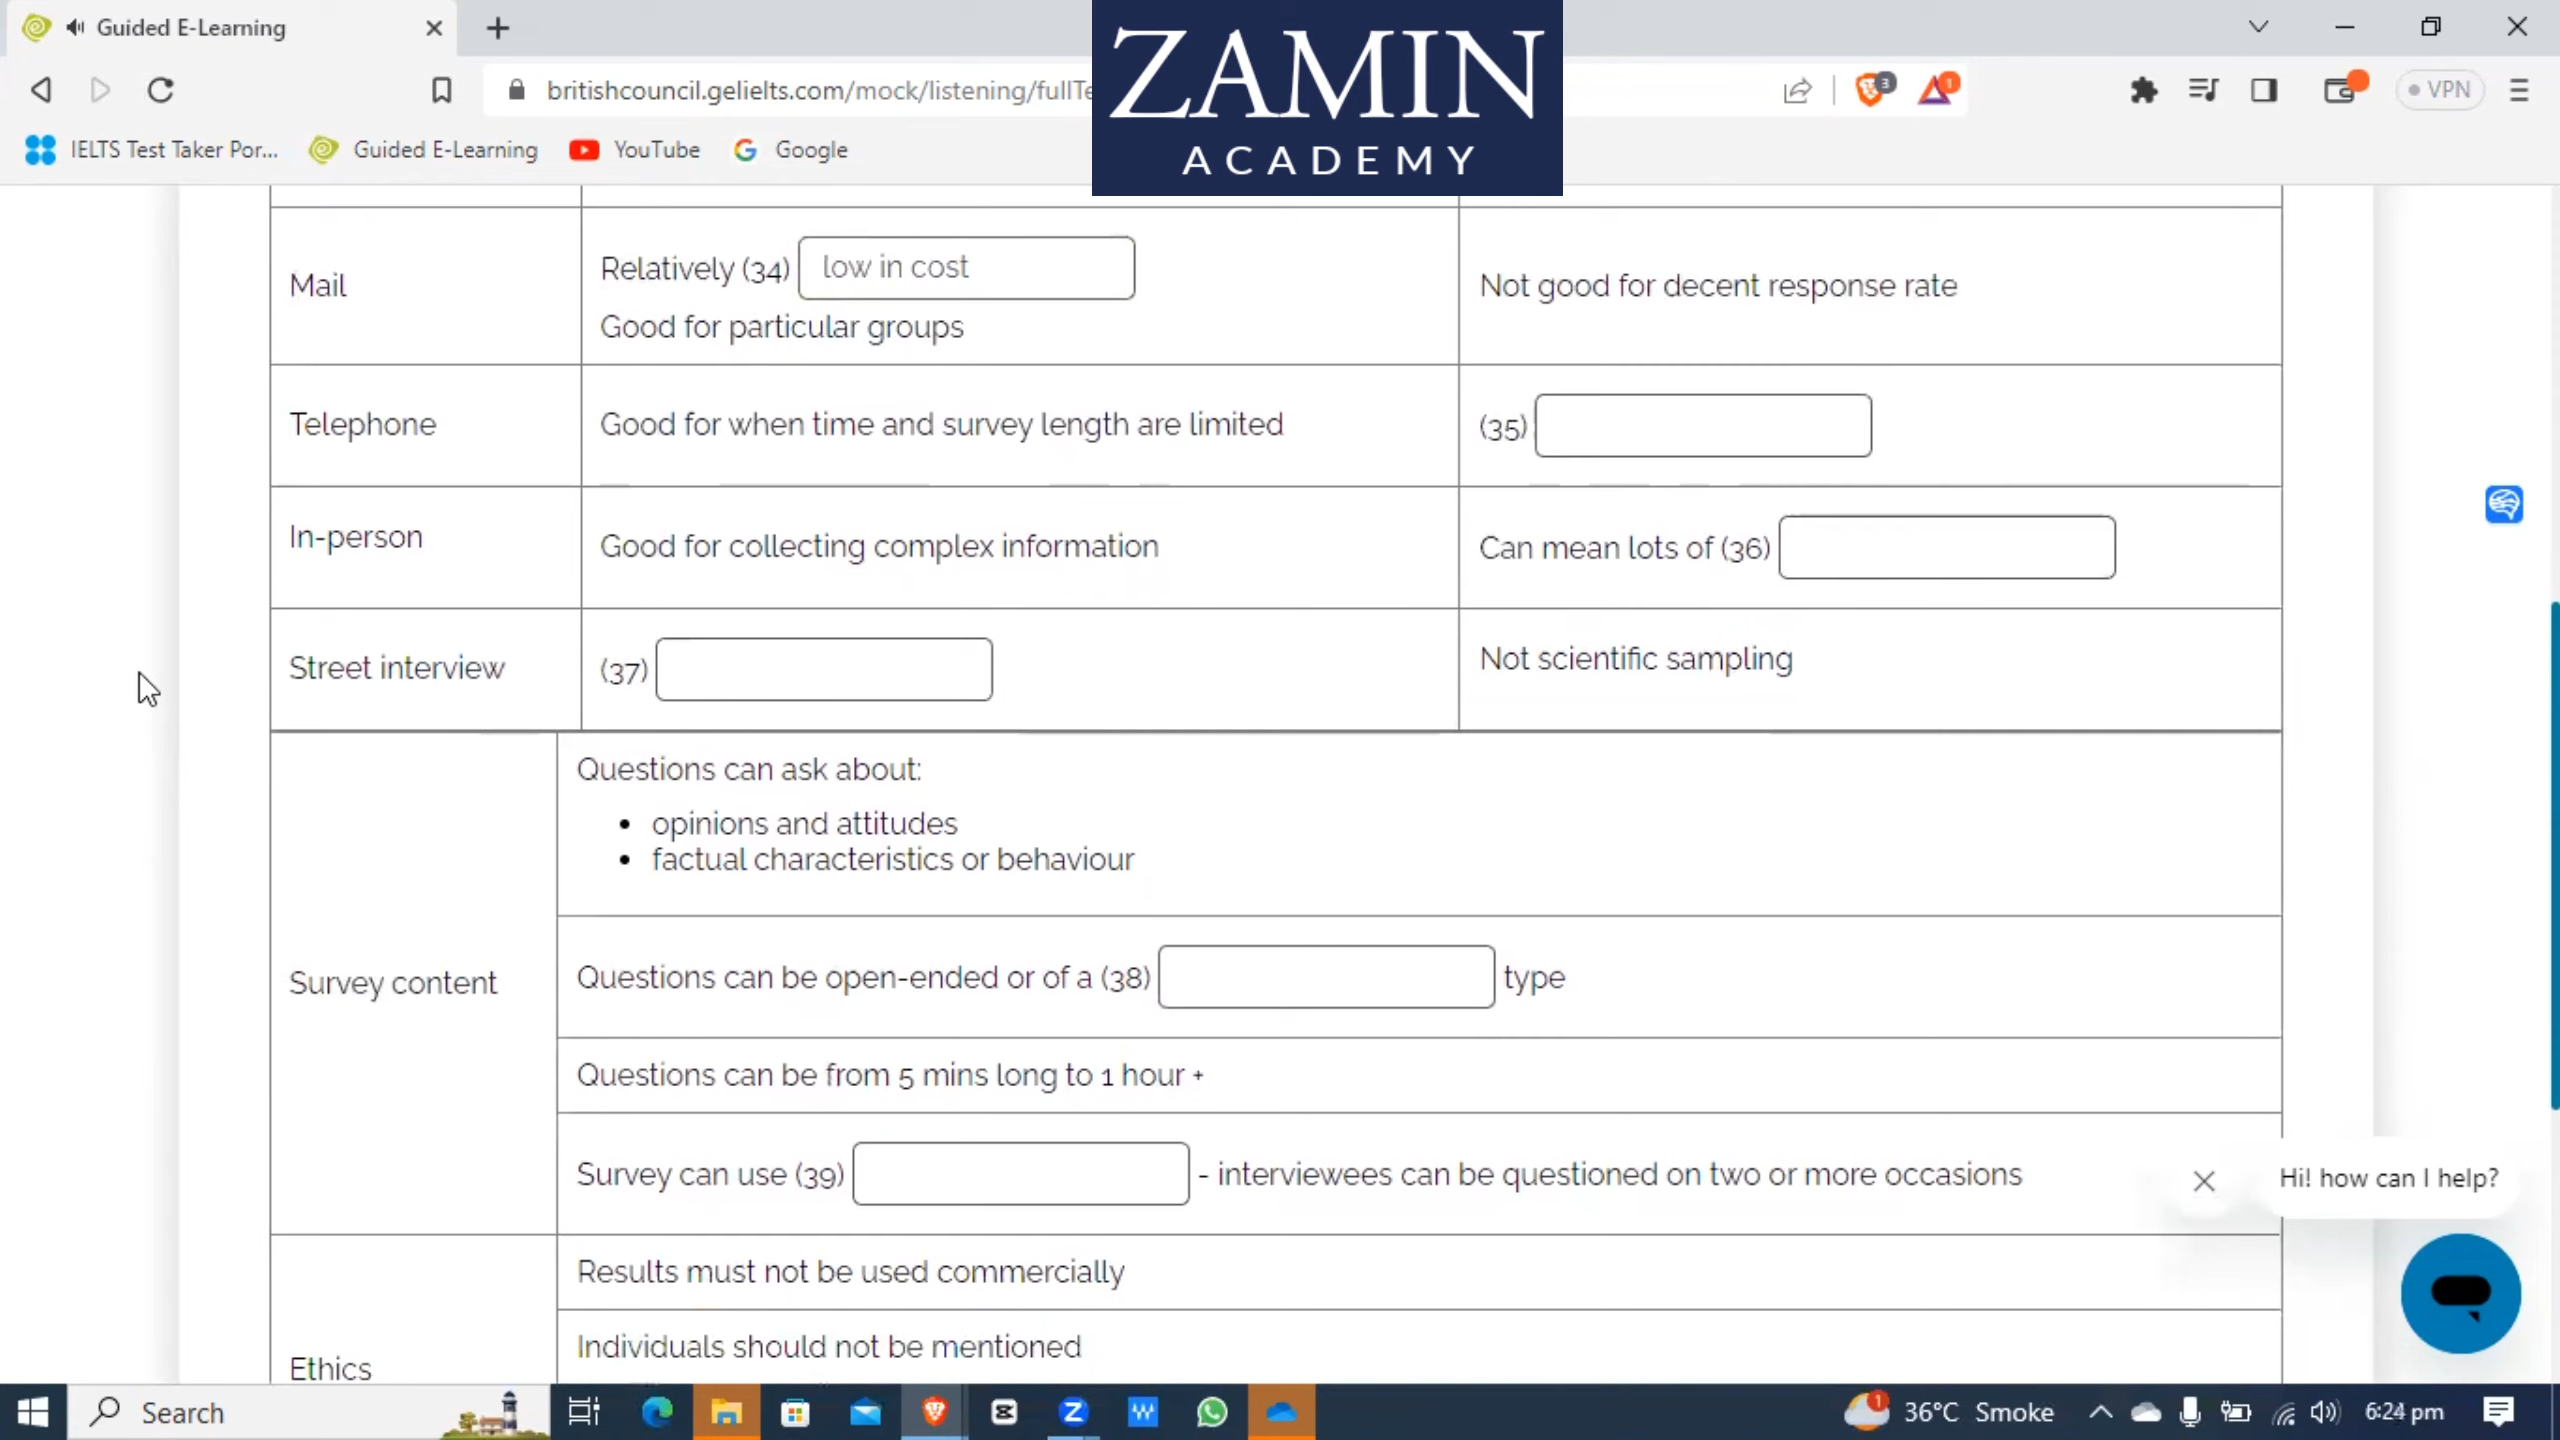 Guided E-Learning
ZAMIN
ACADEMY
britishcouncil.gelielts.com/mock/listening/fullTe
3
1
VPN
IELTS Test Taker Por...
Guided E-Learning
YouTube
Google
Mail
Relatively (34) low in cost
Good for particular groups
Not good for decent response rate
Telephone
Good for when time and survey length are limited
(35)
In-person
Good for collecting complex information
Can mean lots of (36)
Street interview
(37)
Not scientific sampling
Survey content
Questions can ask about:
• opinions and attitudes
• factual characteristics or behaviour
Questions can be open-ended or of a (38) type
Questions can be from 5 mins long to 1 hour +
Survey can use (39) - interviewees can be questioned on two or more occasions
Hi! how can I help?
Ethics
Results must not be used commercially
Individuals should not be mentioned
Search
1
36°C Smoke
6:24 pm